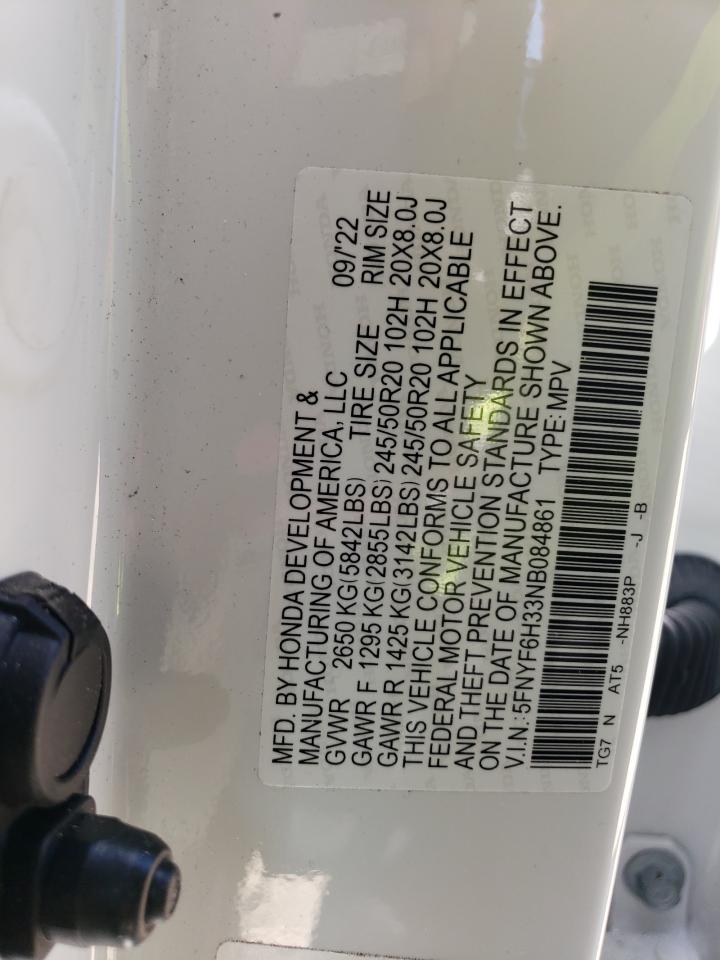 MFD. BY HONDA DEVELOPMENT &
MANUFACTURING OF AMERICA, LLC 09/'22
GVWR 2650 KG(5842LBS) TIRE SIZE RIM SIZE
GAWR F 1295 KG(2855LBS) 245/50R20 102H 20X8.0J
GAWR R 1425 KG(3142LBS) 245/50R20 102H 20X8.0J
THIS VEHICLE CONFORMS TO ALL APPLICABLE
FEDERAL MOTOR VEHICLE SAFETY
AND THEFT PREVENTION STANDARDS IN EFFECT
ON THE DATE OF MANUFACTURE SHOWN ABOVE.
V.I.N.:5FNYF6H33NB084861 TYPE:MPV
TG7 N AT5 -NH883P -J -B